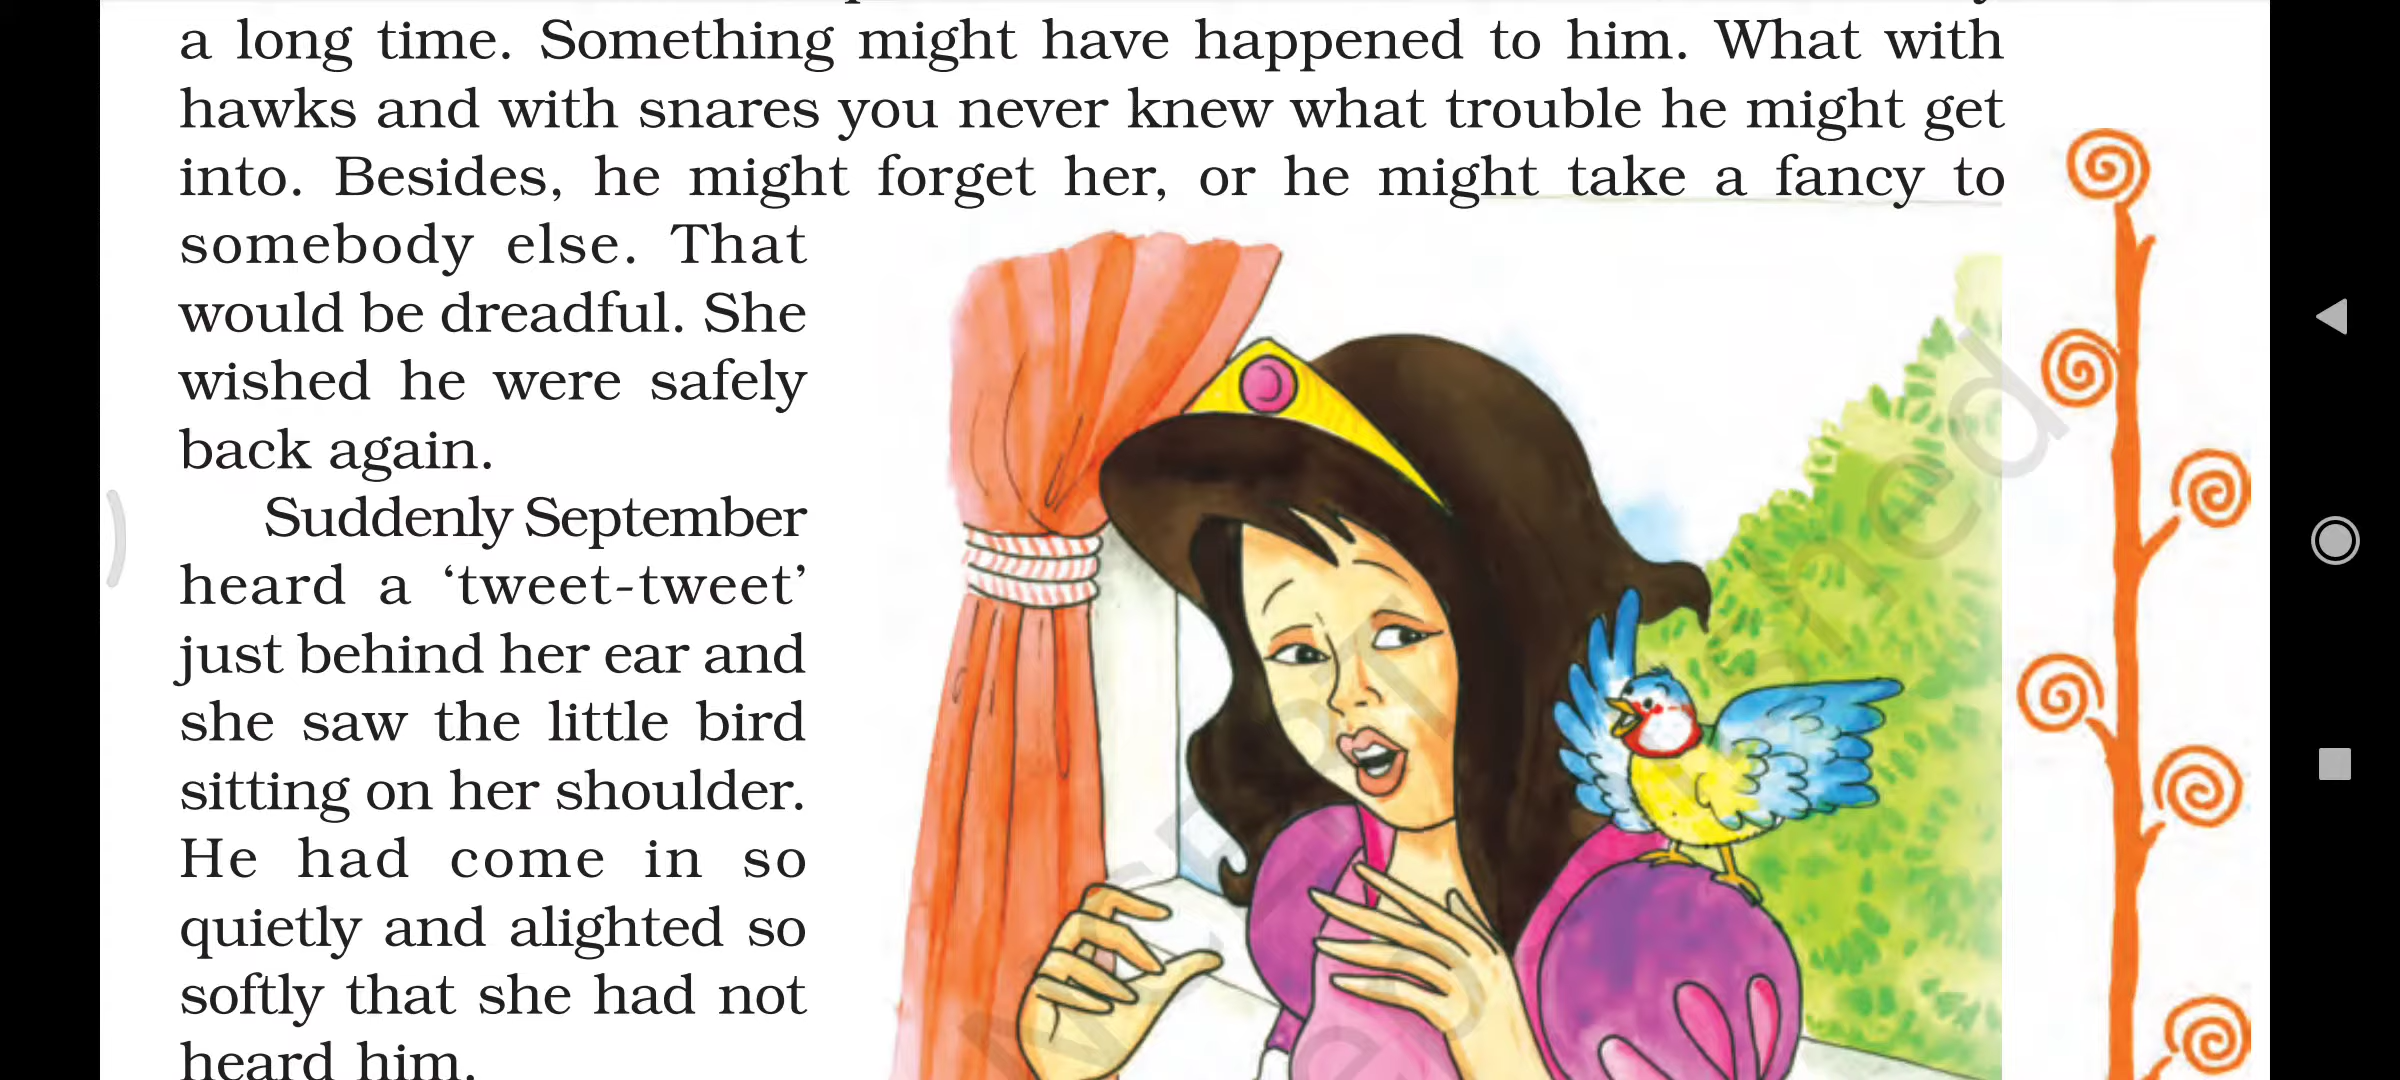 a long time. Something might have happened to him. What with
hawks and with snares you never knew what trouble he might get
into. Besides, he might forget her, or he might take a fancy to
somebody else. That
would be dreadful. She
wished he were safely
back again.
Suddenly September
heard a ‘tweet-tweet’
just behind her ear and
she saw the little bird
sitting on her shoulder.
He had come in so
quietly and alighted so
softly that she had not
heard him.